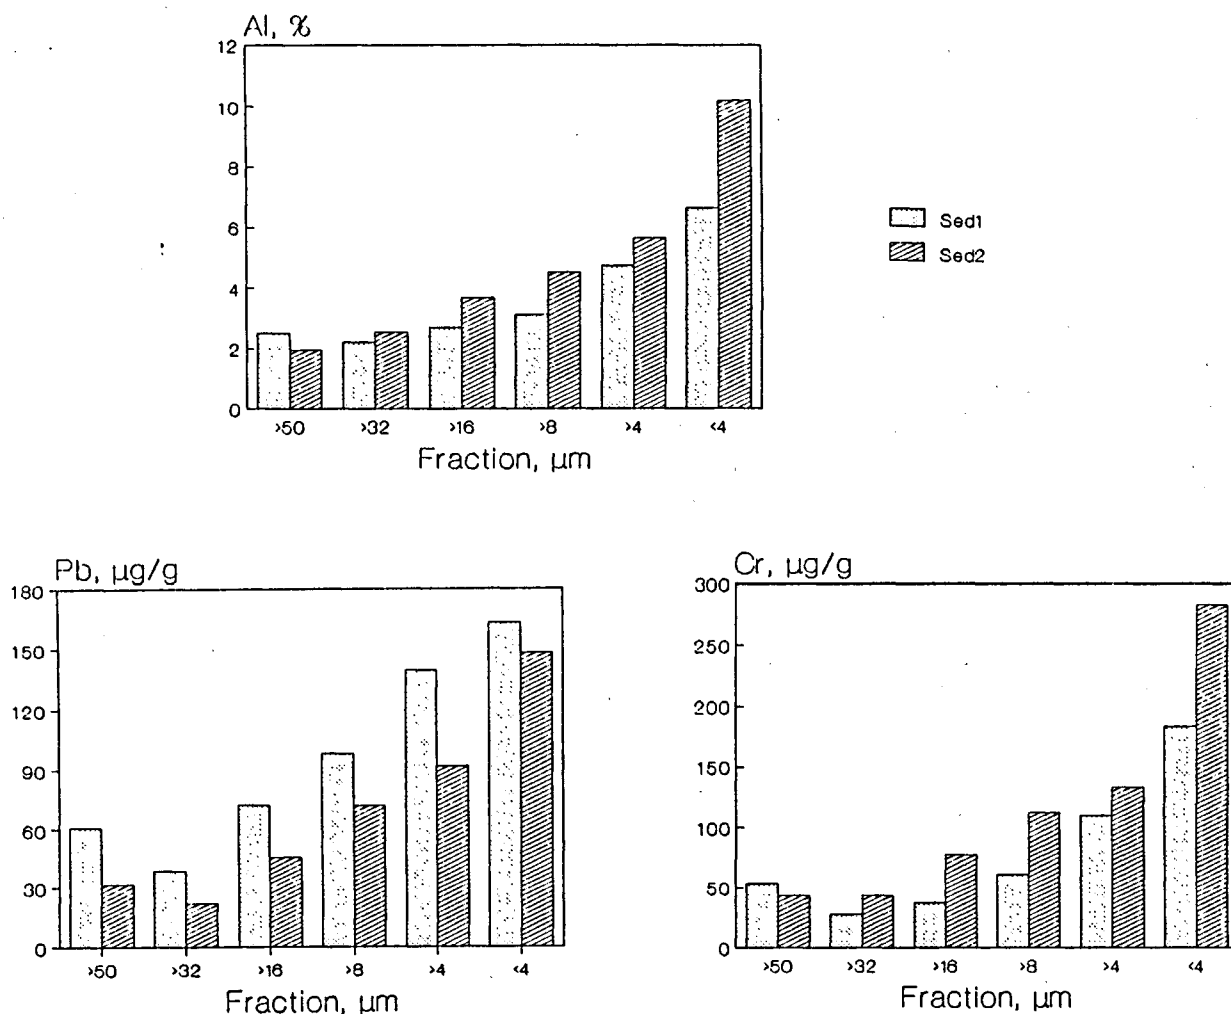 Al, %
12
10
8
6
4
2
0
›50 ›32 ›16 ›8 ›4 ‹4
Fraction, µm
Sed1
Sed2
Pb, µg/g
180
150
120
90
60
30
0
›50 ›32 ›16 ›8 ›4 ‹4
Fraction, µm
Cr, µg/g
300
250
200
150
100
50
0
›50 ›32 ›16 ›8 ›4 ‹4
Fraction, µm